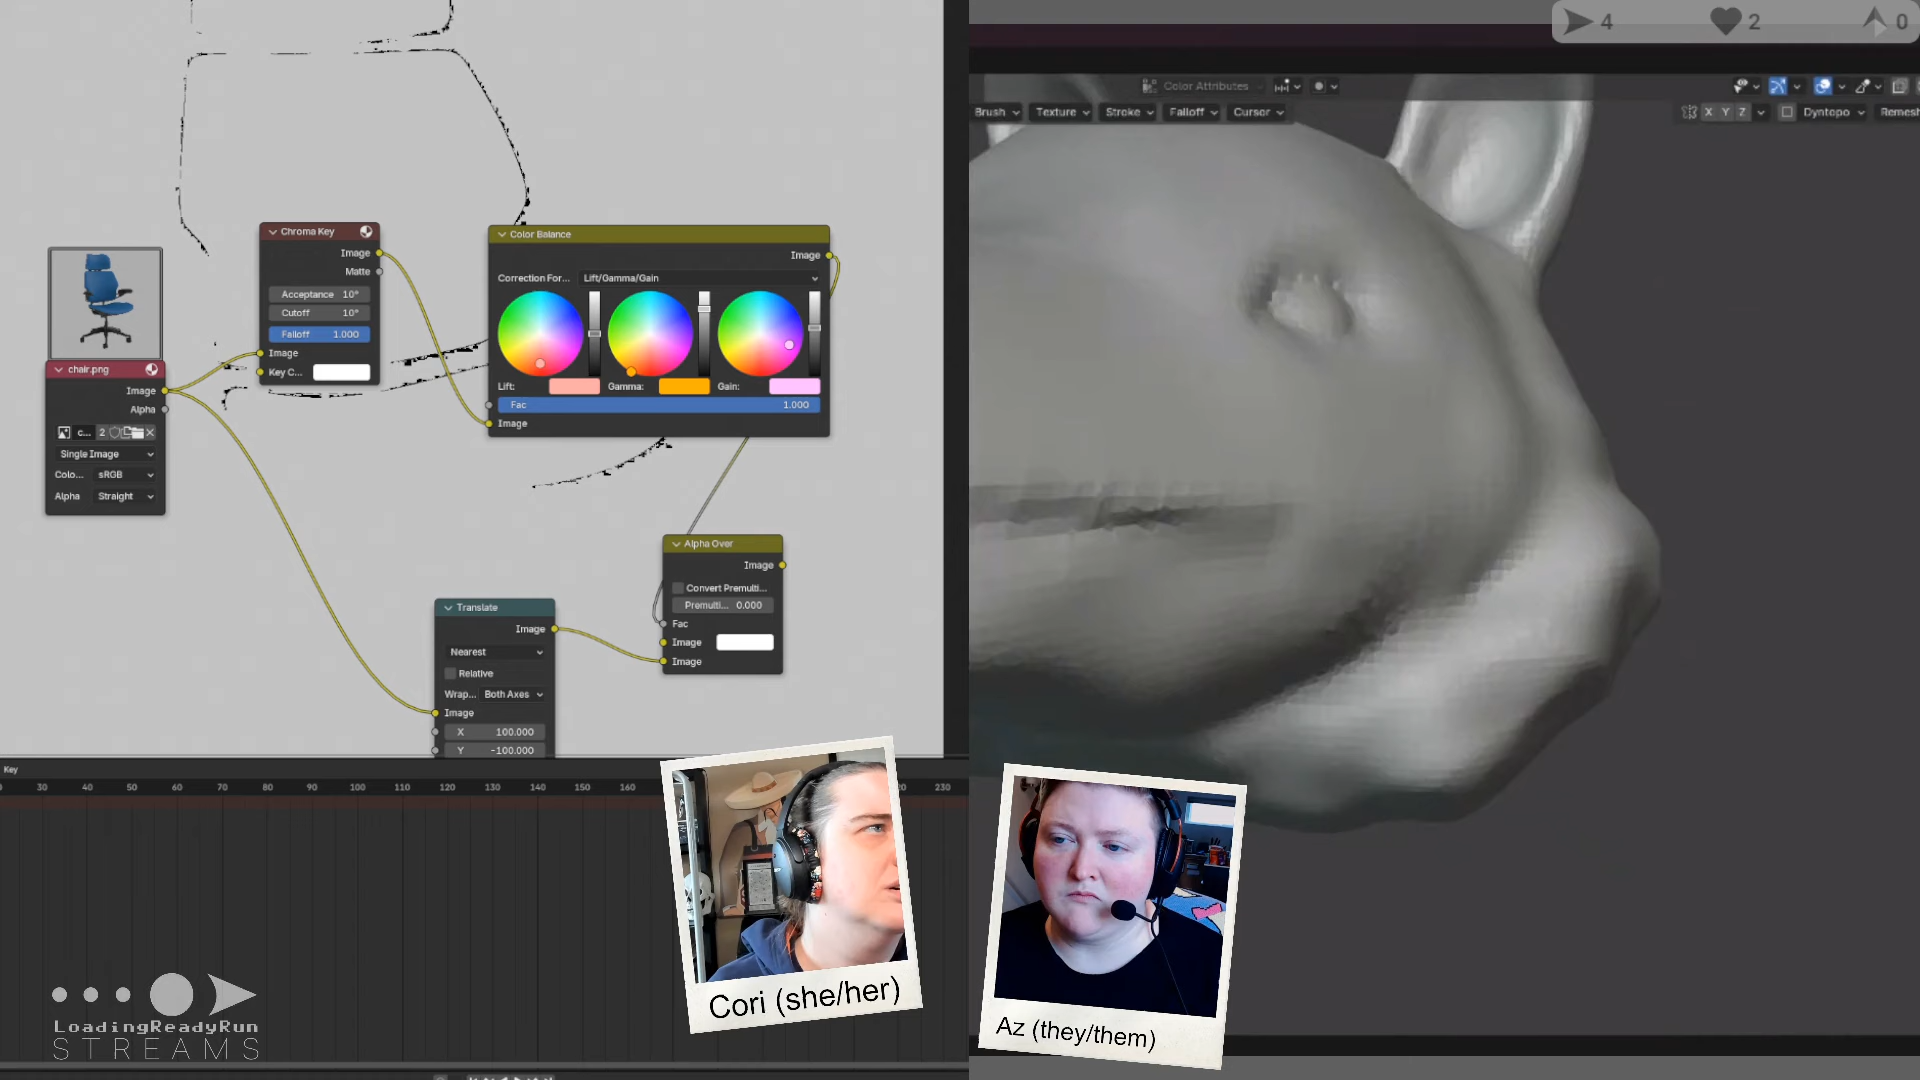 4
2
0
Color Attributes
Brush
Texture
Stroke
Falloff
Cursor
X Y Z
Dyntopo
Remesh
Chroma Key
Image
Matte
Acceptance 10°
Cutoff 10°
Falloff 1.000
Image
Key C...
Color Balance
Image
Correction For... Lift/Gamma/Gain
Lift:
Gamma:
Gain:
Fac 1.000
Image
chair.png
Image
Alpha
c... 2
Single Image
Colo... sRGB
Alpha Straight
Alpha Over
Image
Convert Premulti...
Premulti... 0.000
Fac
Image
Image
Translate
Image
Nearest
Relative
Wrap... Both Axes
Image
X 100.000
Y -100.000
Key
30 40 50 60 70 80 90 100 110 120 130 140 150 160 230
Cori (she/her)
Az (they/them)
LoadingReadyRun
STREAMS